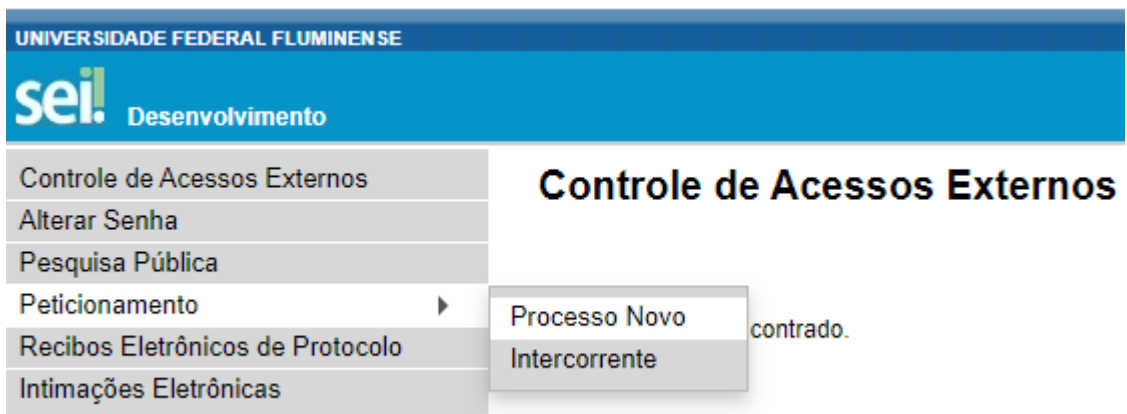 UNIVERSIDADE FEDERAL FLUMINENSE
sei! Desenvolvimento
Controle de Acessos Externos
Alterar Senha
Pesquisa Pública
Peticionamento
Recibos Eletrônicos de Protocolo
Intimações Eletrônicas
Controle de Acessos Externos
Processo Novo
Intercorrente
contrado.